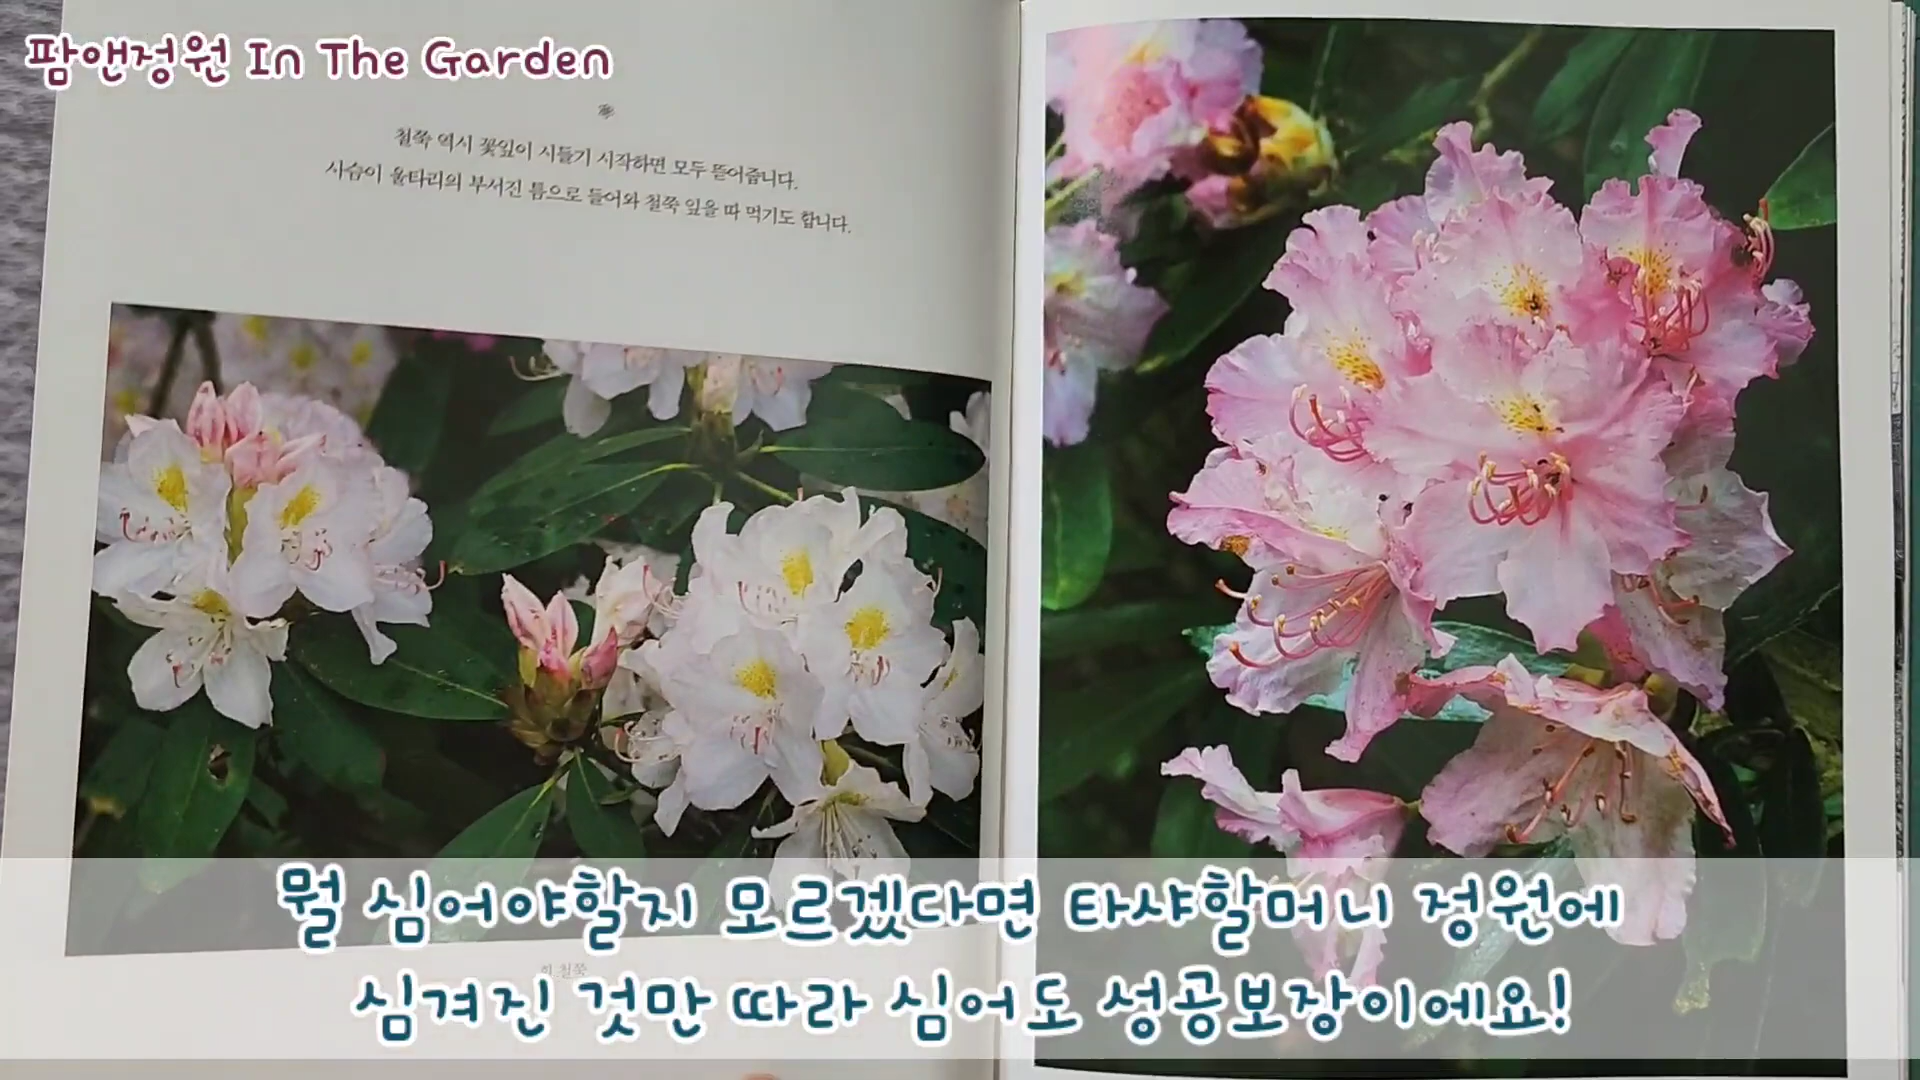 팜앤정원 In The Garden
철쭉 역시 꽃잎이 시들기 시작하면 모두 뜯어줍니다.
사슴이 울타리의 부서진 틈으로 들어와 철쭉 잎을 따 먹기도 합니다.
철쭉
뭘 심어야할지 모르겠다면 타샤할머니 정원에
심겨진 것만 따라 심어도 성공보장이에요!